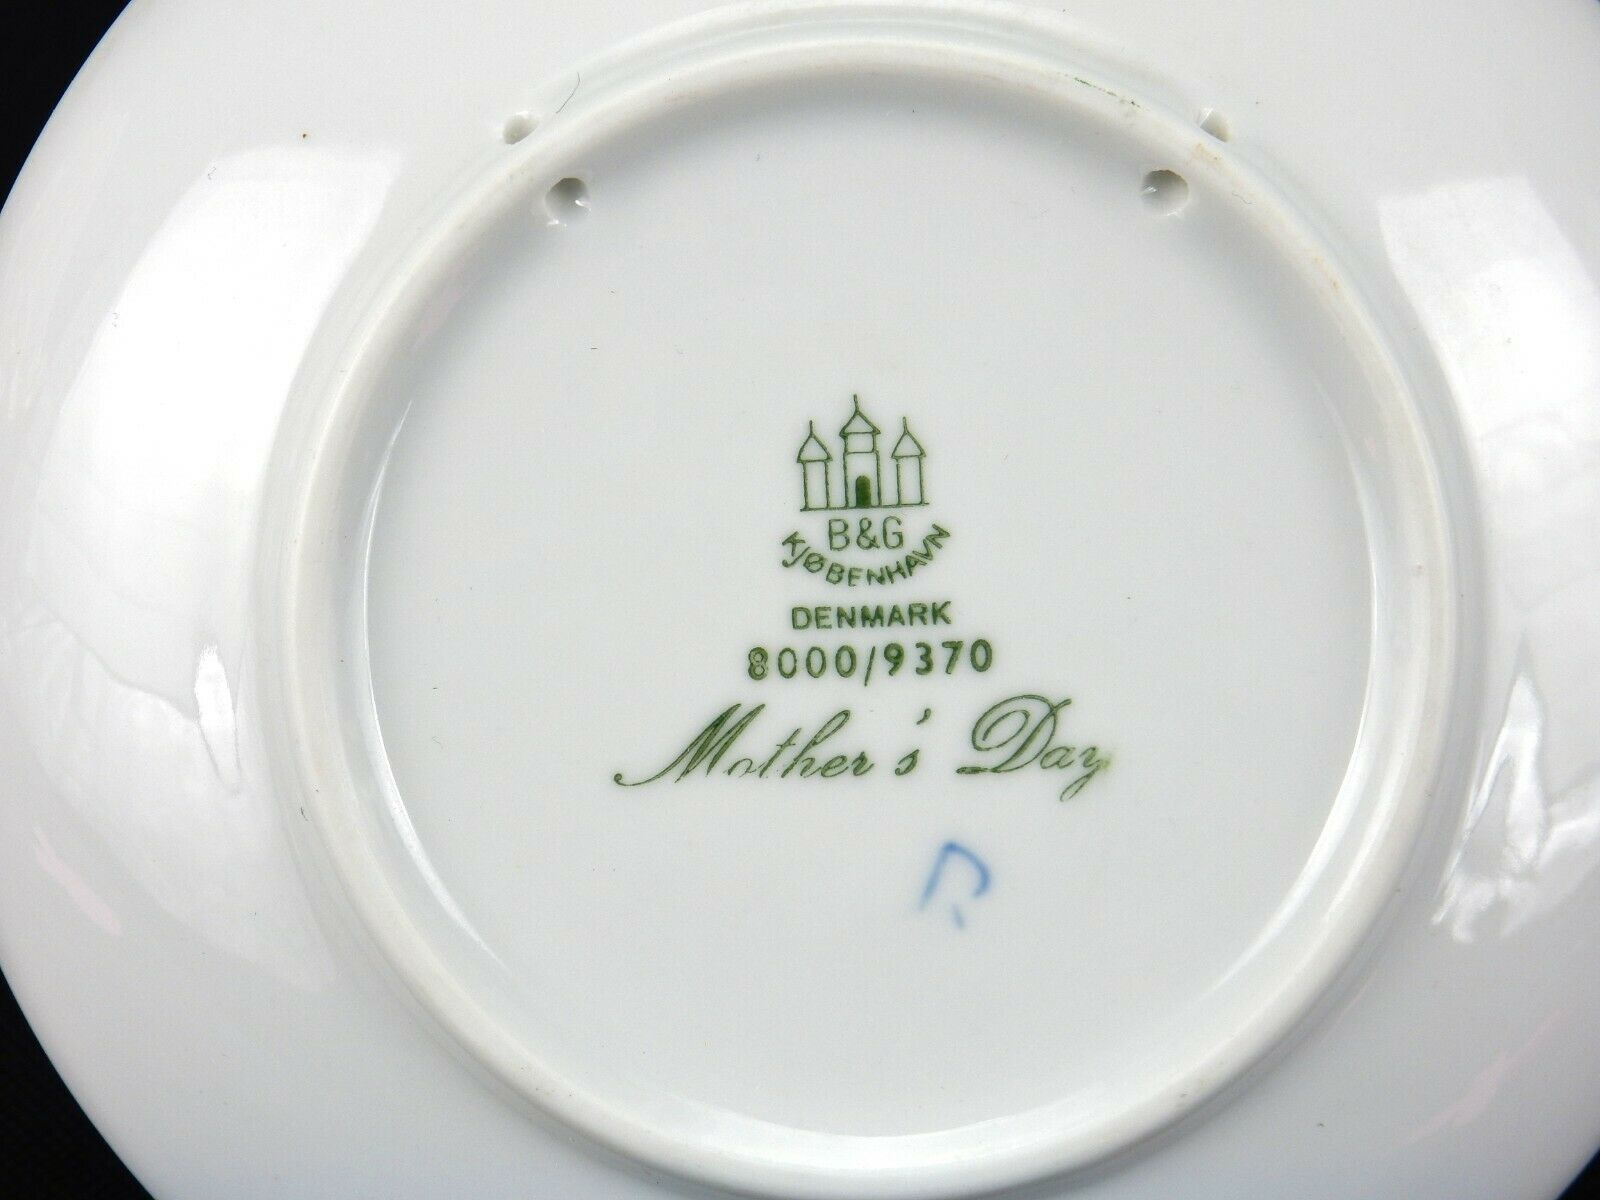 B&G
KJØBENHAVN
DENMARK
8000/9370
Mother's Day